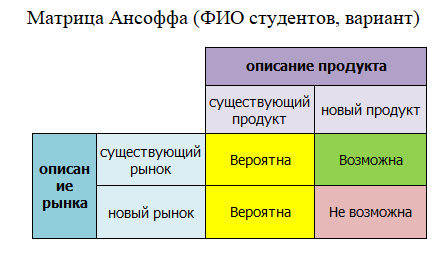 Матрица Ансоффа (ФИО студентов, вариант)
описание продукта
существующий
продукт
новый продукт
описан
ие
рынка
существующий
рынок
Вероятна
Возможна
новый рынок
Вероятна
Не возможна